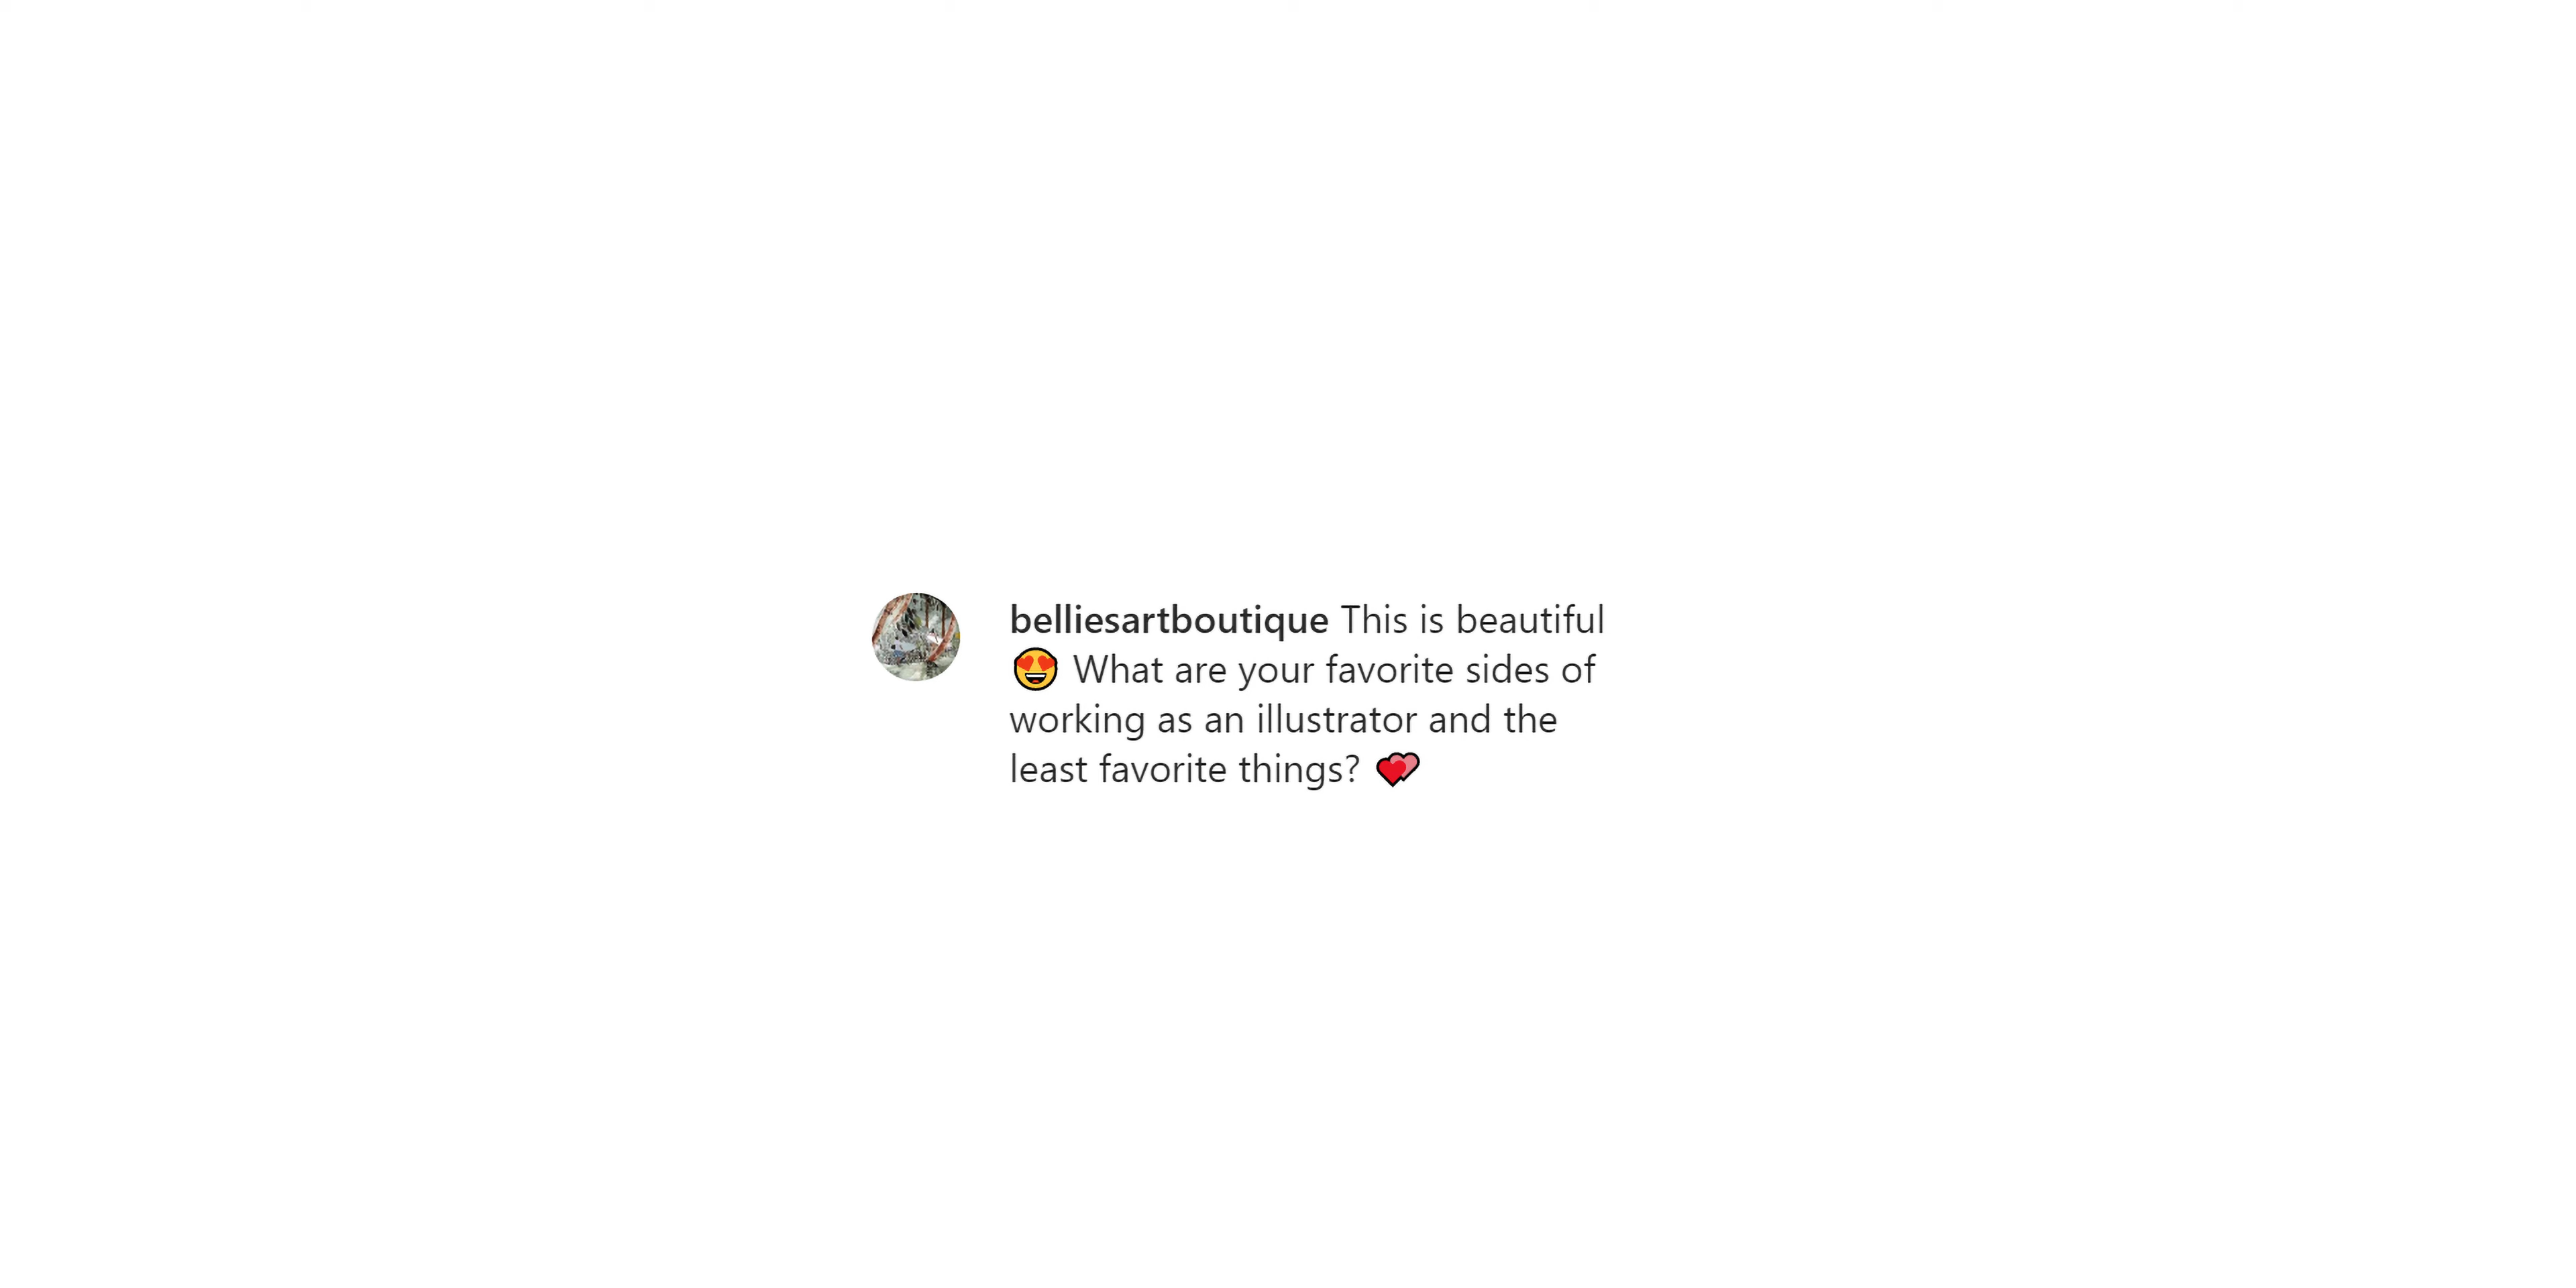 belliesartboutique This is beautiful
😍 What are your favorite sides of
working as an illustrator and the
least favorite things? 💕